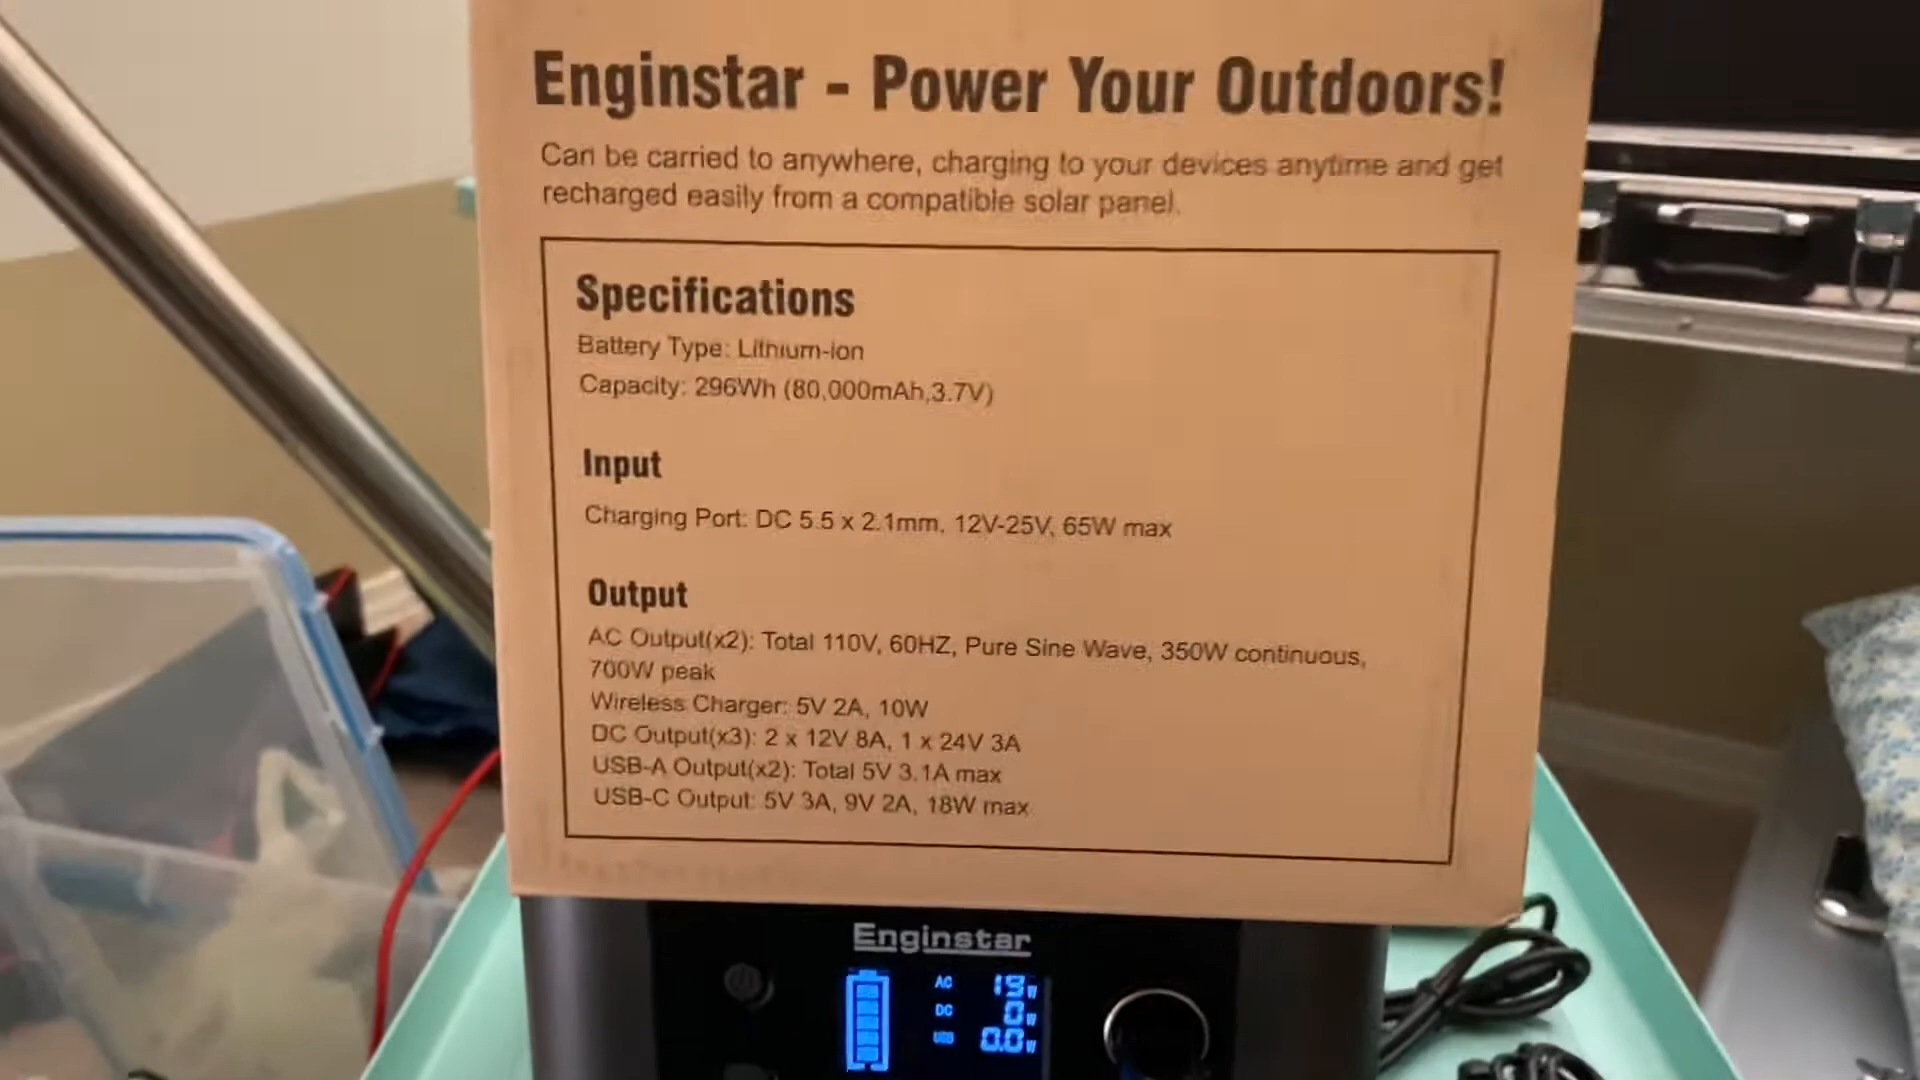 Enginstar - Power Your Outdoors!
Can be carried to anywhere, charging to your devices anytime and get
recharged easily from a compatible solar panel.
Specifications
Battery Type: Lithium-ion
Capacity: 296Wh (80,000mAh,3.7V)
Input
Charging Port: DC 5.5 x 2.1mm, 12V-25V, 65W max
Output
AC Output(x2): Total 110V, 60HZ, Pure Sine Wave, 350W continuous,
700W peak
Wireless Charger: 5V 2A, 10W
DC Output(x3): 2 x 12V 8A, 1 x 24V 3A
USB-A Output(x2): Total 5V 3.1A max
USB-C Output: 5V 3A, 9V 2A, 18W max
Enginstar
AC 19W
DC 0W
USB 0.0W